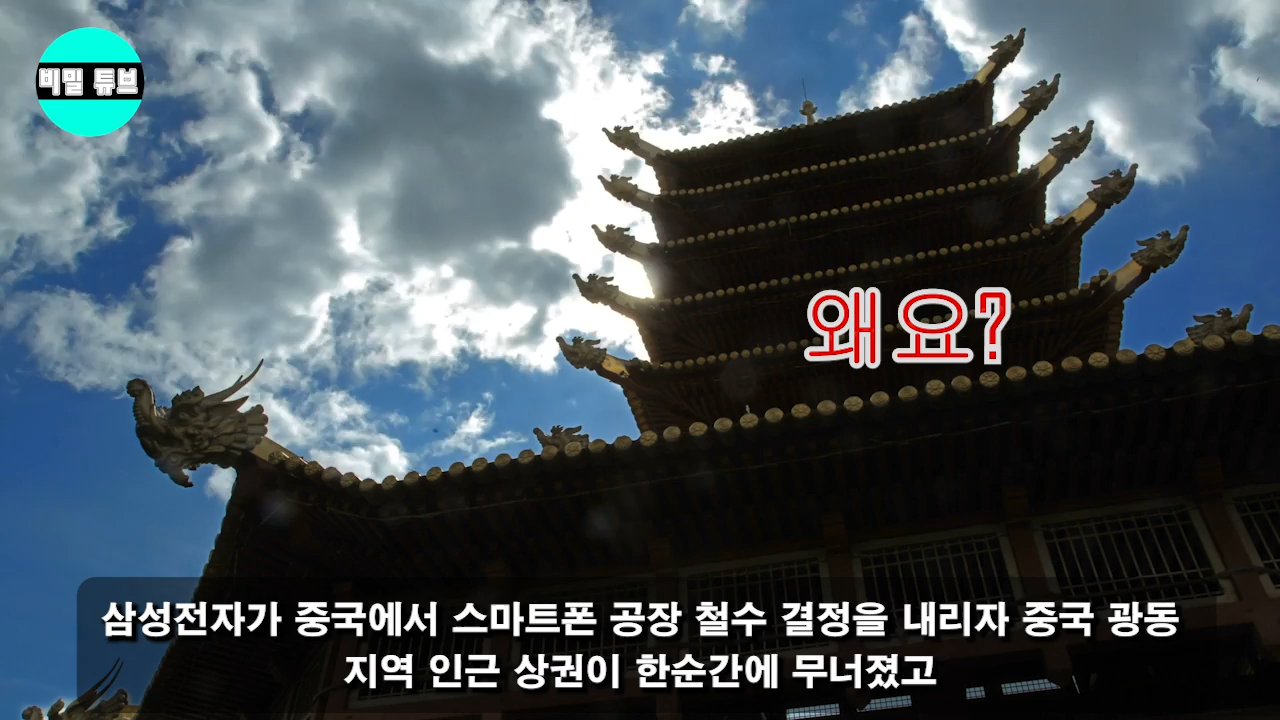 비밀 튜브
왜요?
삼성전자가 중국에서 스마트폰 공장 철수 결정을 내리자 중국 광동
지역 인근 상권이 한순간에 무너졌고